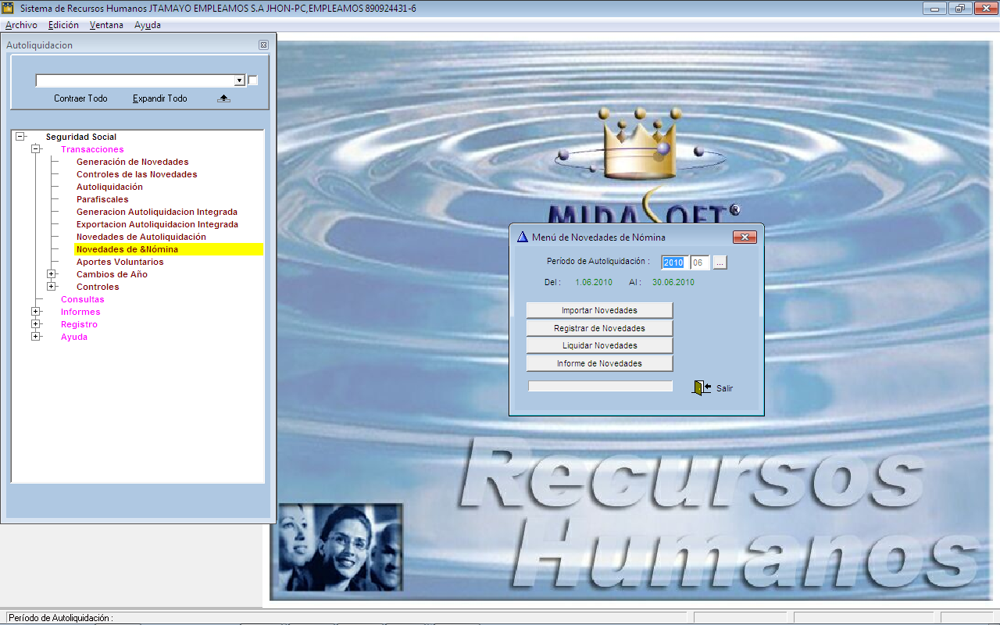 Sistema de Recursos Humanos JTAMAYO EMPLEAMOS S.A JHON-PC,EMPLEAMOS 890924431-6
Archivo Edición Ventana Ayuda
Autoliquidacion
Contraer Todo Expandir Todo
Seguridad Social
Transacciones
Generación de Novedades
Controles de las Novedades
Autoliquidación
Parafiscales
Generacion Autoliquidacion Integrada
Exportacion Autoliquidacion Integrada
Novedades de Autoliquidación
Novedades de &Nómina
Aportes Voluntarios
Cambios de Año
Controles
Consultas
Informes
Registro
Ayuda
MIDASOFT®
Menú de Novedades de Nómina
Período de Autoliquidación : 2010 06 ...
Del : 1.06.2010 Al : 30.06.2010
Importar Novedades
Registrar de Novedades
Liquidar Novedades
Informe de Novedades
Salir
Recursos
Humanos
Período de Autoliquidación :